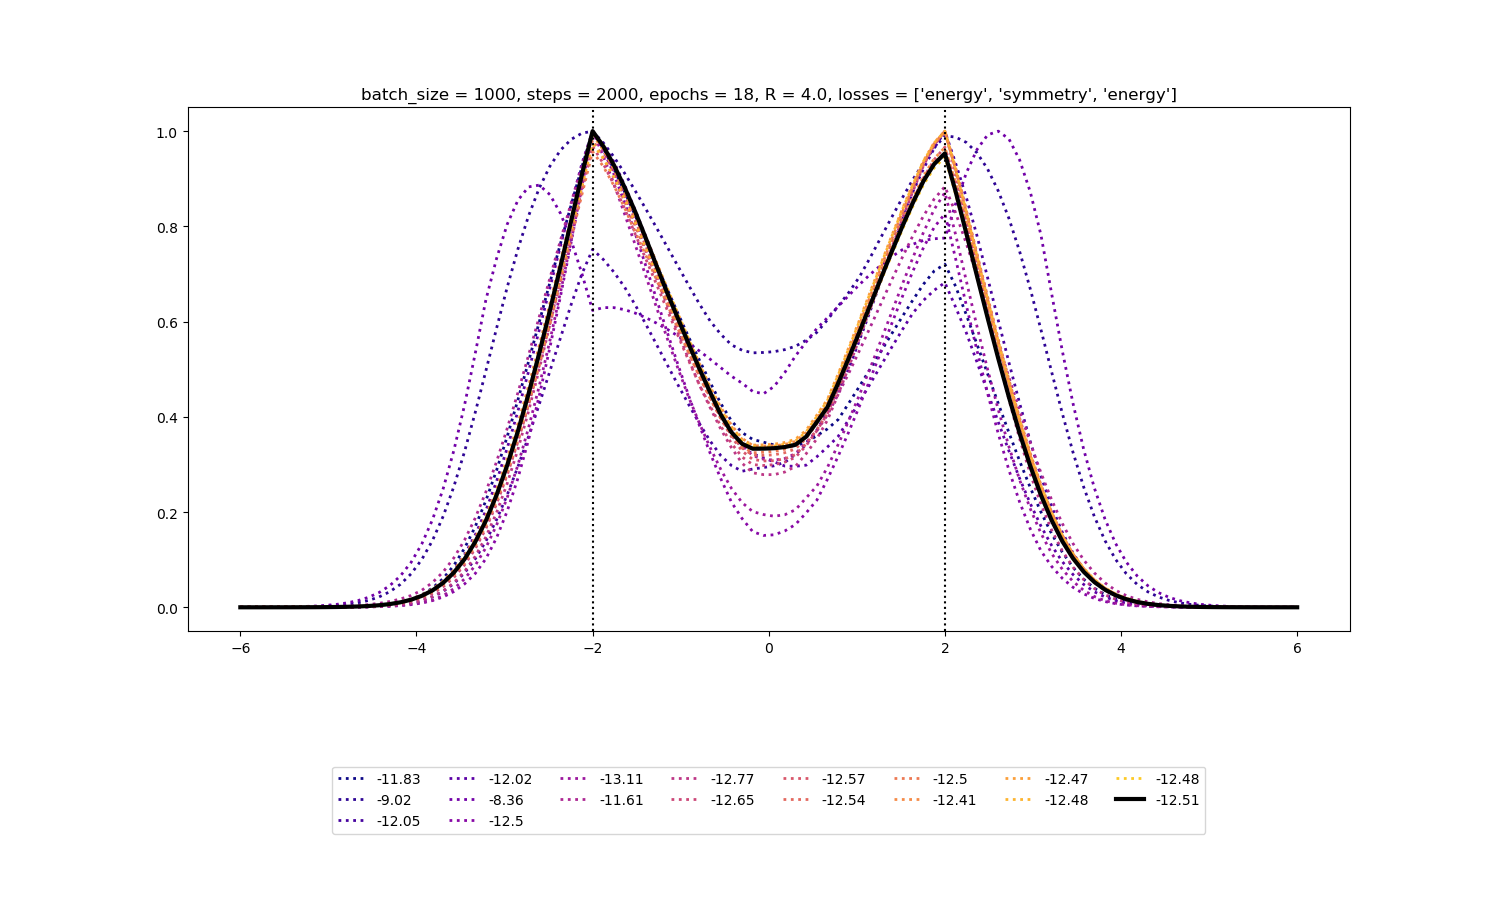 batch_size = 1000, steps = 2000, epochs = 18, R = 4.0, losses = ['energy', 'symmetry', 'energy']
1.0
0.8
0.6
0.4
0.2
0.0
−6 −4 −2 0 2 4 6
-11.83 -12.02 -13.11 -12.77 -12.57 -12.5 -12.47 -12.48
-9.02 -8.36 -11.61 -12.65 -12.54 -12.41 -12.48 -12.51
-12.05 -12.5